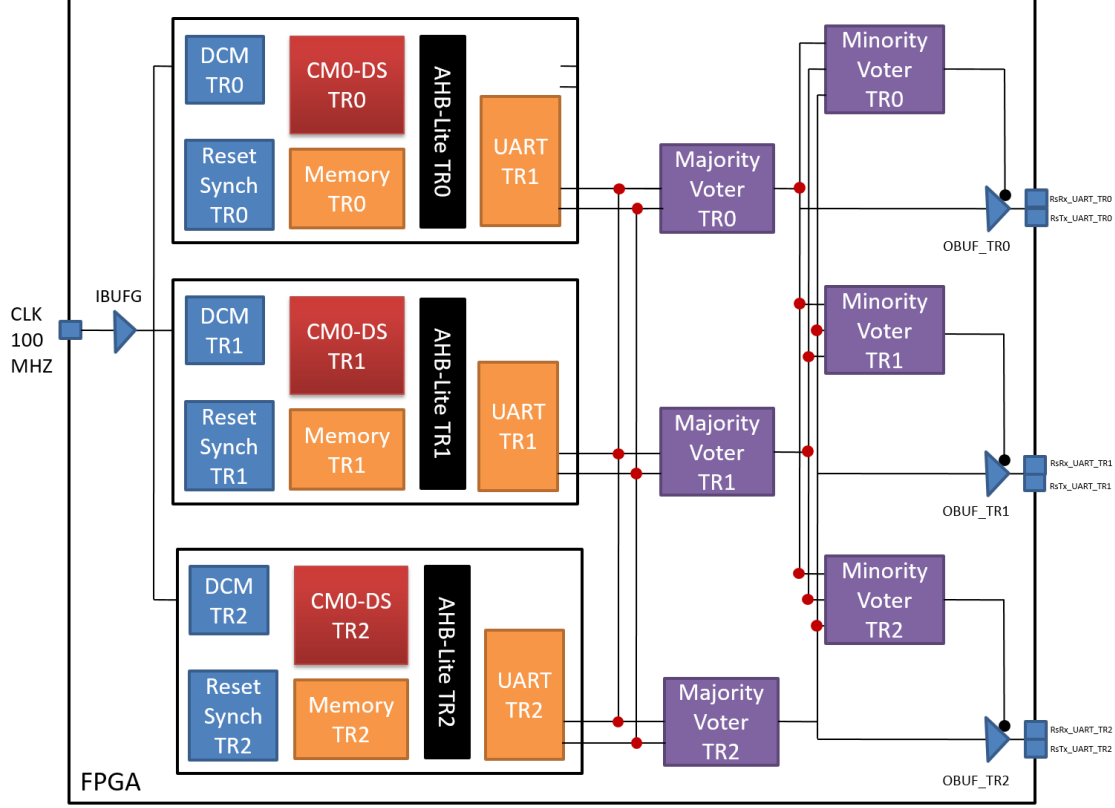 DCM
TR0
CM0-DS
TR0
AHB-Lite TR0
Reset
Synch
TR0
Memory
TR0
UART
TR1
Majority
Voter
TR0
Minority
Voter
TR0
RsRx_UART_TR0
RsTx_UART_TR0
OBUF_TR0
CLK
100
MHZ
IBUFG
DCM
TR1
CM0-DS
TR1
AHB-Lite TR1
Reset
Synch
TR1
Memory
TR1
UART
TR1
Majority
Voter
TR1
Minority
Voter
TR1
RsRx_UART_TR1
RsTx_UART_TR1
OBUF_TR1
DCM
TR2
CM0-DS
TR2
AHB-Lite TR2
Reset
Synch
TR2
Memory
TR2
UART
TR2
Majority
Voter
TR2
Minority
Voter
TR2
RsRx_UART_TR2
RsTx_UART_TR2
OBUF_TR2
FPGA